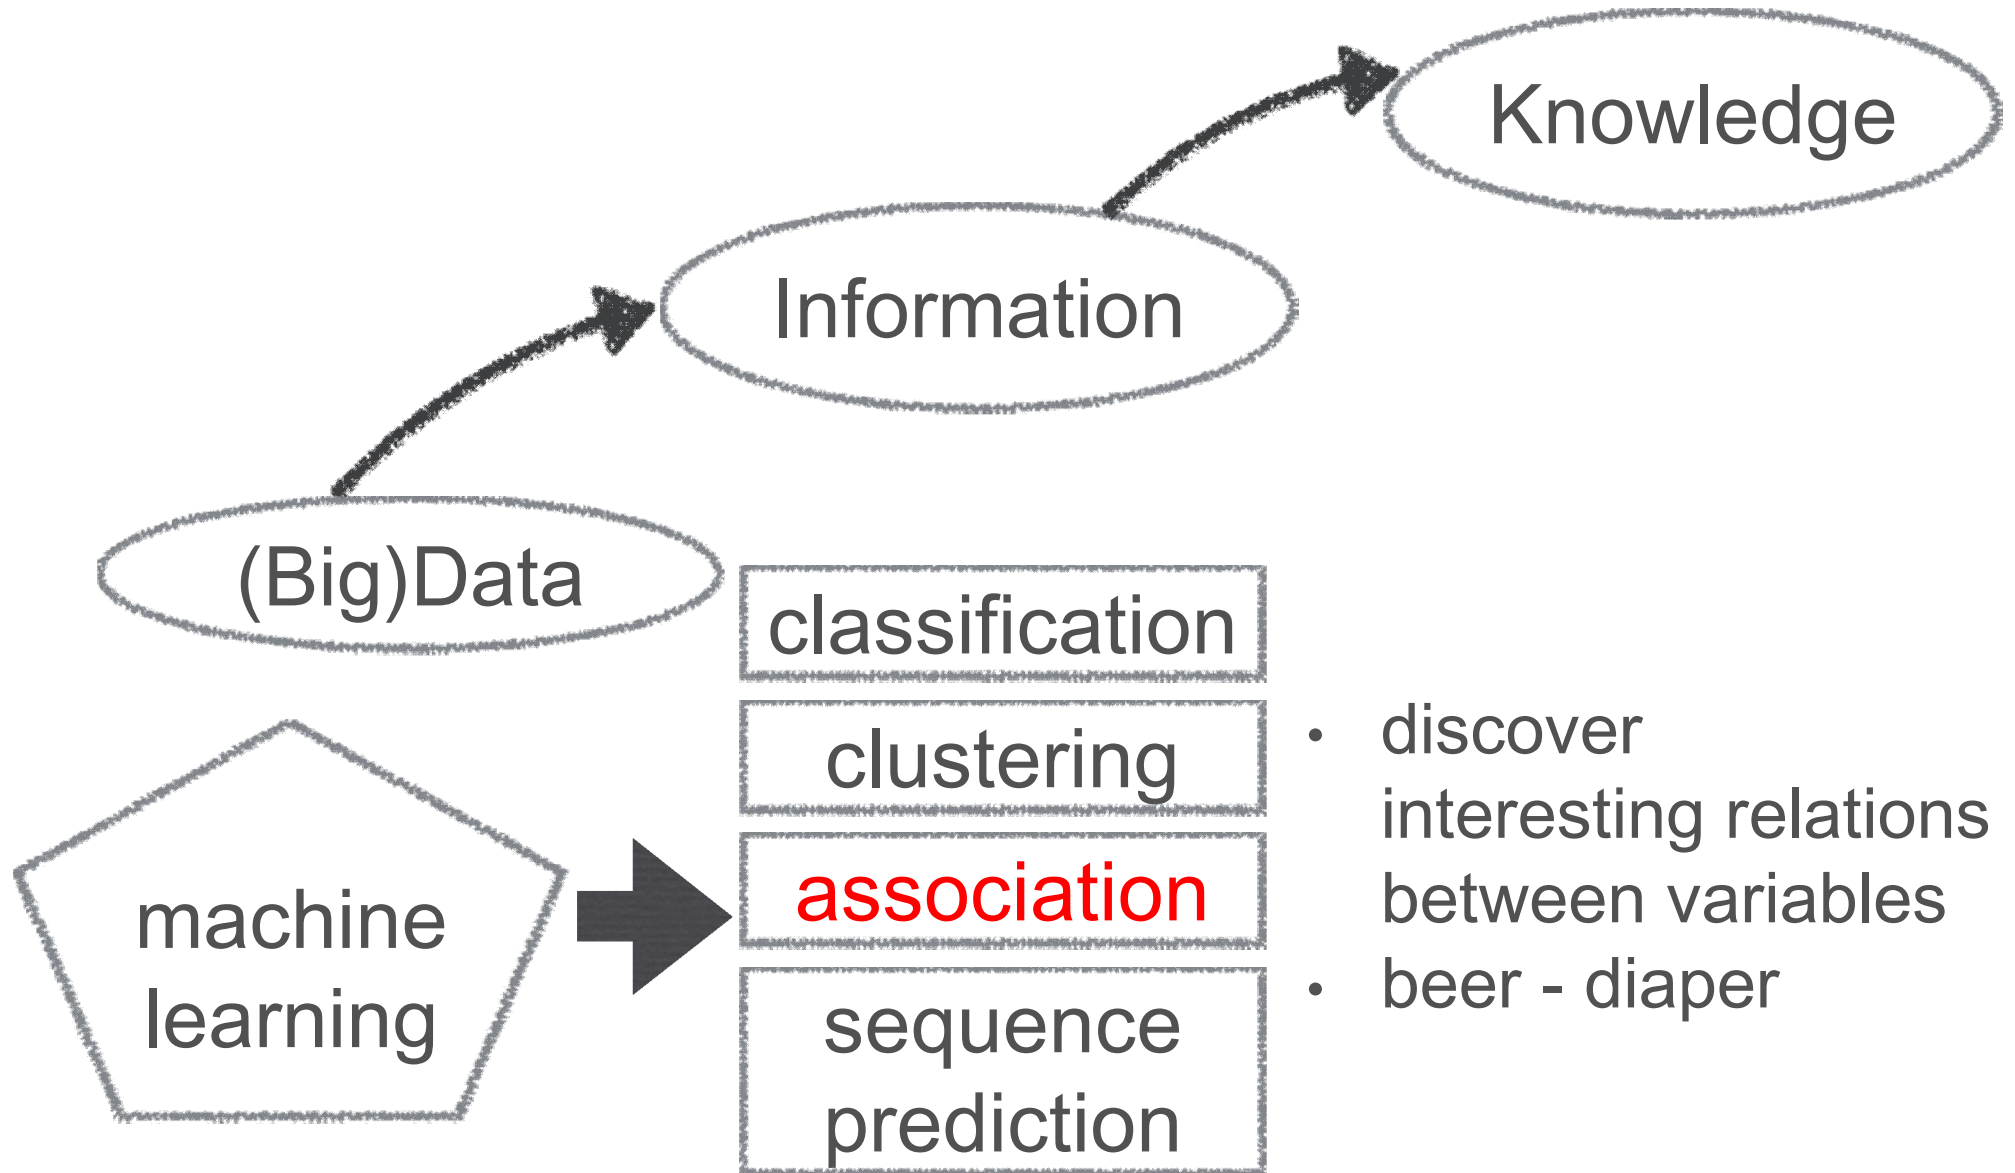 Knowledge
Information
(Big)Data
machine
learning
classification
clustering
association
sequence
prediction
• discover
interesting relations
between variables
• beer - diaper